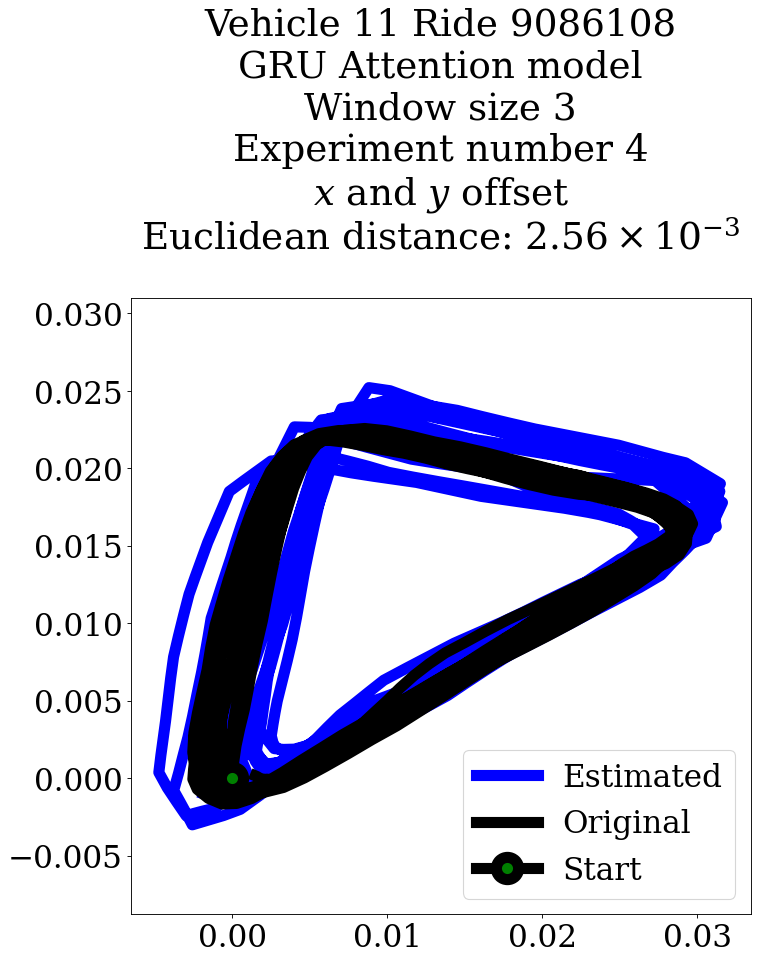 Vehicle 11 Ride 9086108
GRU Attention model
Window size 3
Experiment number 4
x and y offset
Euclidean distance: 2.56 × 10⁻³
0.030
0.025
0.020
0.015
0.010
0.005
0.000
−0.005
Estimated
Original
Start
0.00 0.01 0.02 0.03